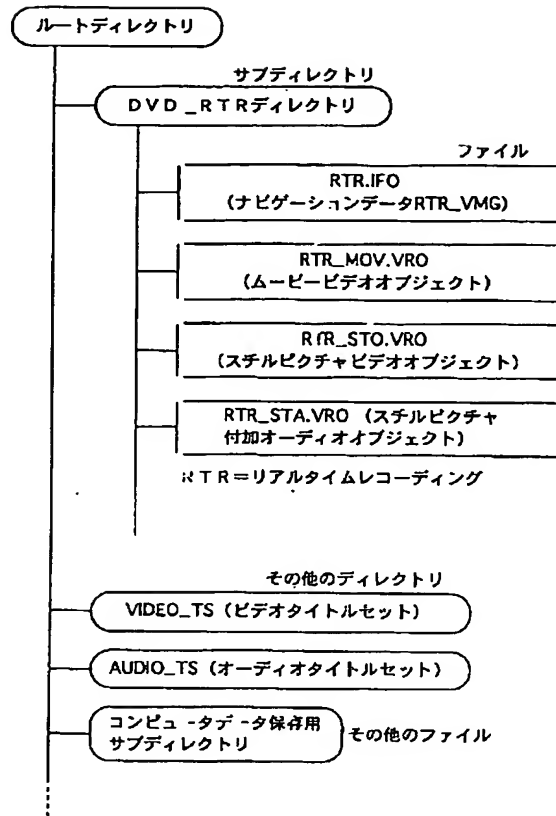 ルートディレクトリ
サブディレクトリ
DVD_RTRディレクトリ
ファイル
RTR.IFO
(ナビゲーションデータRTR_VMG)
RTR_MOV.VRO
(ムービービデオオブジェクト)
RTR_STO.VRO
(スチルピクチャビデオオブジェクト)
RTR_STA.VRO (スチルピクチャ
付加オーディオオブジェクト)
RTR=リアルタイムレコーディング
その他のディレクトリ
VIDEO_TS (ビデオタイトルセット)
AUDIO_TS (オーディオタイトルセット)
コンピュータデータ保存用
サブディレクトリ
その他のファイル